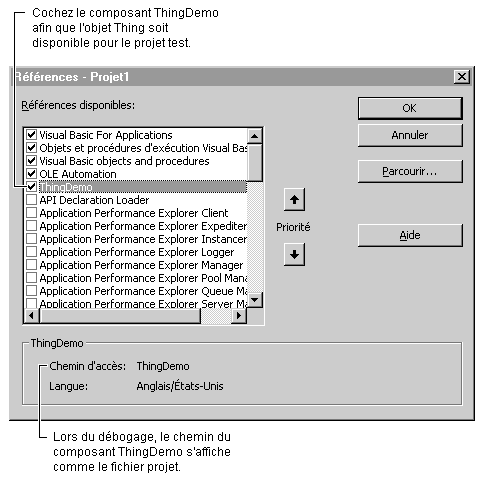 Cochez le composant ThingDemo
afin que l'objet Thing soit
disponible pour le projet test.
Références - Projet1
Références disponibles:
Visual Basic For Applications
Objets et procédures d'exécution Visual Bas
Visual Basic objects and procedures
OLE Automation
ThingDemo
API Declaration Loader
Application Performance Explorer Client
Application Performance Explorer Expediter
Application Performance Explorer Instancer
Application Performance Explorer Logger
Application Performance Explorer Manager
Application Performance Explorer Pool Mana
Application Performance Explorer Queue Ma
Application Performance Explorer Server Ma
Priorité
OK
Annuler
Parcourir...
Aide
ThingDemo
Chemin d'accès: ThingDemo
Langue: Anglais/États-Unis
Lors du débogage, le chemin du
composant ThingDemo s'affiche
comme le fichier projet.